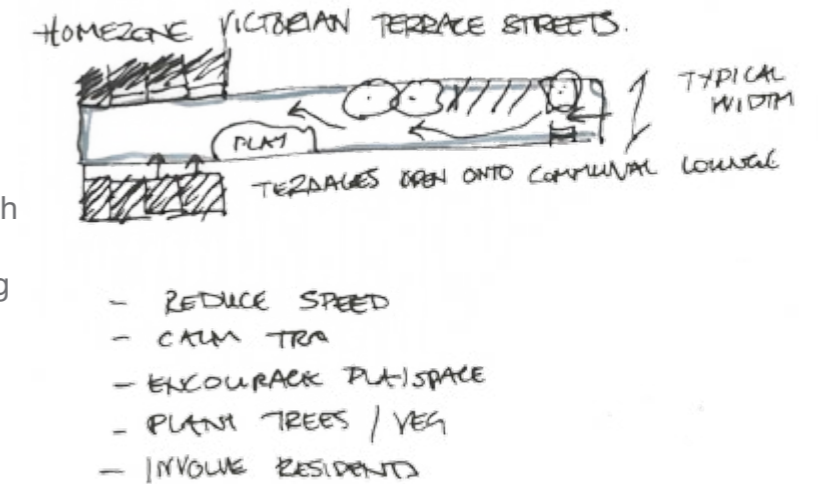 HOMEZONE VICTORIAN TERRACE STREETS.
TYPICAL
WIDTH
PLAY
TERRACES OPEN ONTO COMMUNAL LOUNGE
h
g
- REDUCE SPEED
- CALM TRA
- ENCOURAGE PLAYSPACE
- PLANT TREES / VEG
- INVOLVE RESIDENTS